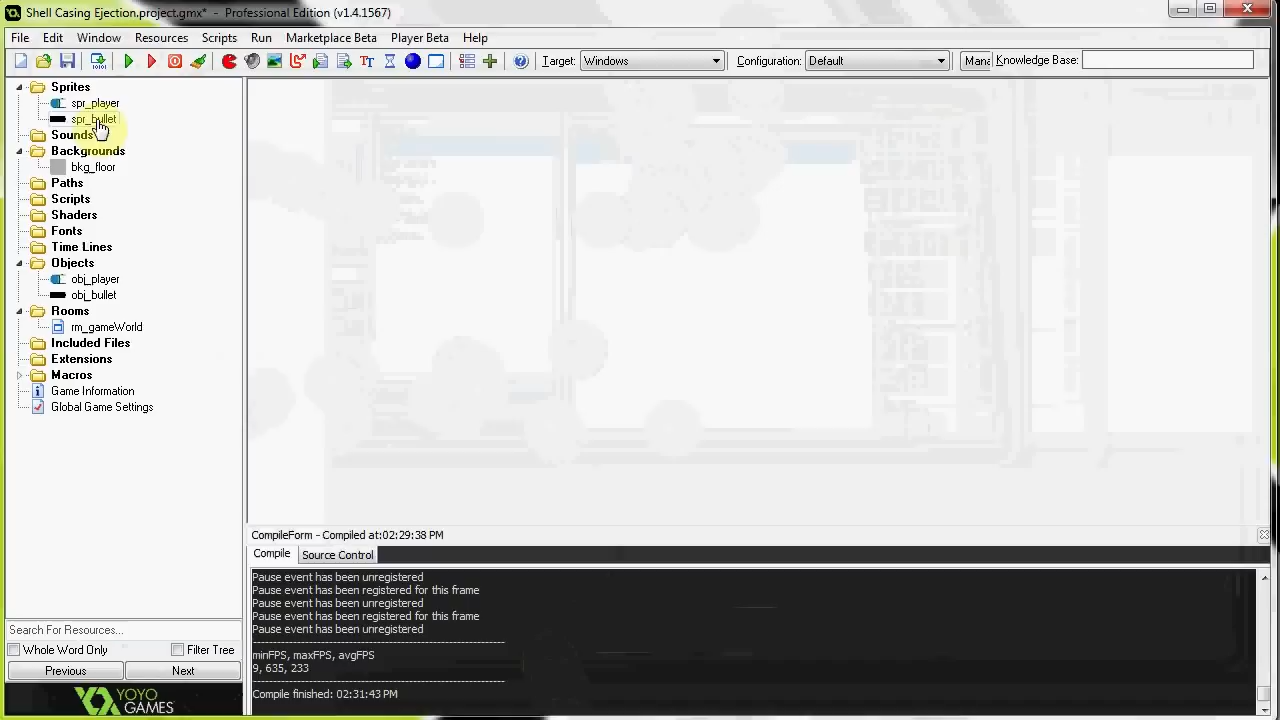 Shell Casing Ejection.project.gmx* - Professional Edition (v1.4.1567)
File Edit Window Resources Scripts Run Marketplace Beta Player Beta Help
Target: Windows Configuration: Default Mana Knowledge Base:
Sprites
spr_player
spr_bullet
Sounds
Backgrounds
bkg_floor
Paths
Scripts
Shaders
Fonts
Time Lines
Objects
obj_player
obj_bullet
Rooms
rm_gameWorld
Included Files
Extensions
Macros
Game Information
Global Game Settings
CompileForm - Compiled at:02:29:38 PM
Compile Source Control
Pause event has been unregistered
Pause event has been registered for this frame
Pause event has been unregistered
Pause event has been registered for this frame
Pause event has been unregistered
minFPS, maxFPS, avgFPS
9, 635, 233
Compile finished: 02:31:43 PM
Search For Resources...
Whole Word Only Filter Tree
Previous Next
YOYO
GAMES